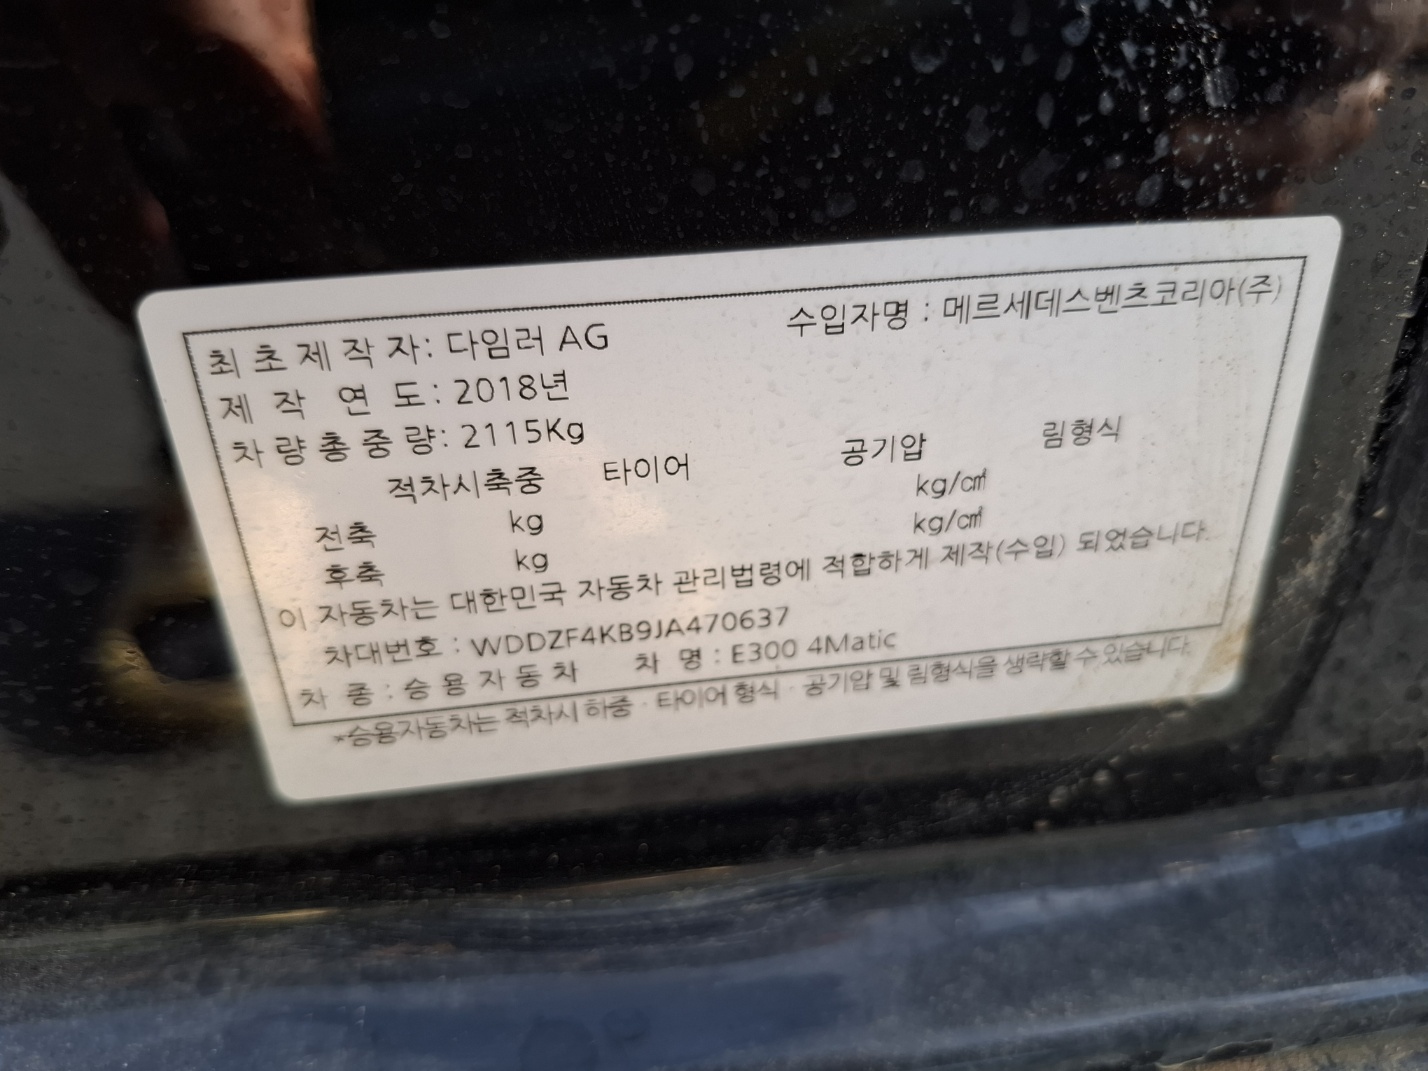 최초제작자: 다임러 AG 수입자명 : 메르세데스벤츠코리아(주)
제 작 연 도: 2018년
차량총중량: 2115Kg
적차시축중 타이어 공기압 림형식
전축 kg kg/㎠
후축 kg kg/㎠
이 자동차는 대한민국 자동차 관리법령에 적합하게 제작(수입) 되었습니다.
차대번호 : WDDZF4KB9JA470637
차 종 : 승용자동차 차 명 : E300 4Matic
*승용자동차는 적차시 하중 · 타이어 형식 · 공기압 및 림형식을 생략할 수 있습니다.